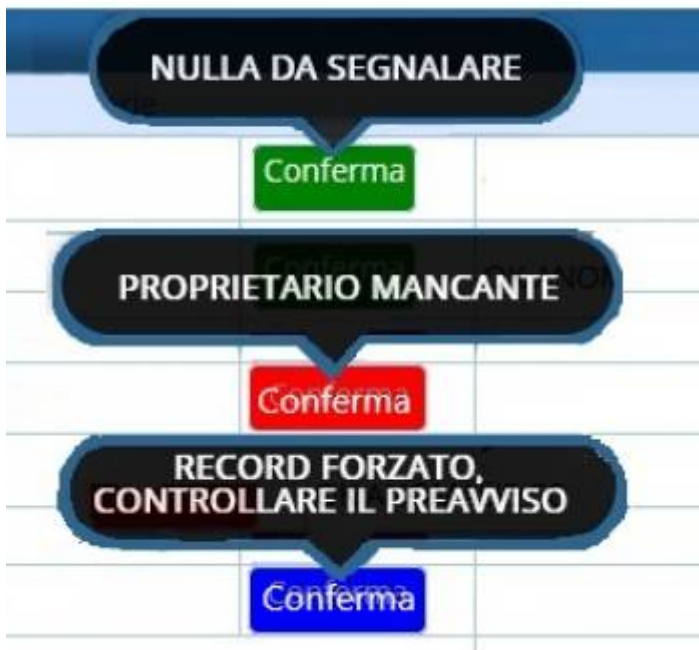 NULLA DA SEGNALARE
Conferma
PROPRIETARIO MANCANTE
Conferma
RECORD FORZATO,
CONTROLLARE IL PREAVVISO
Conferma